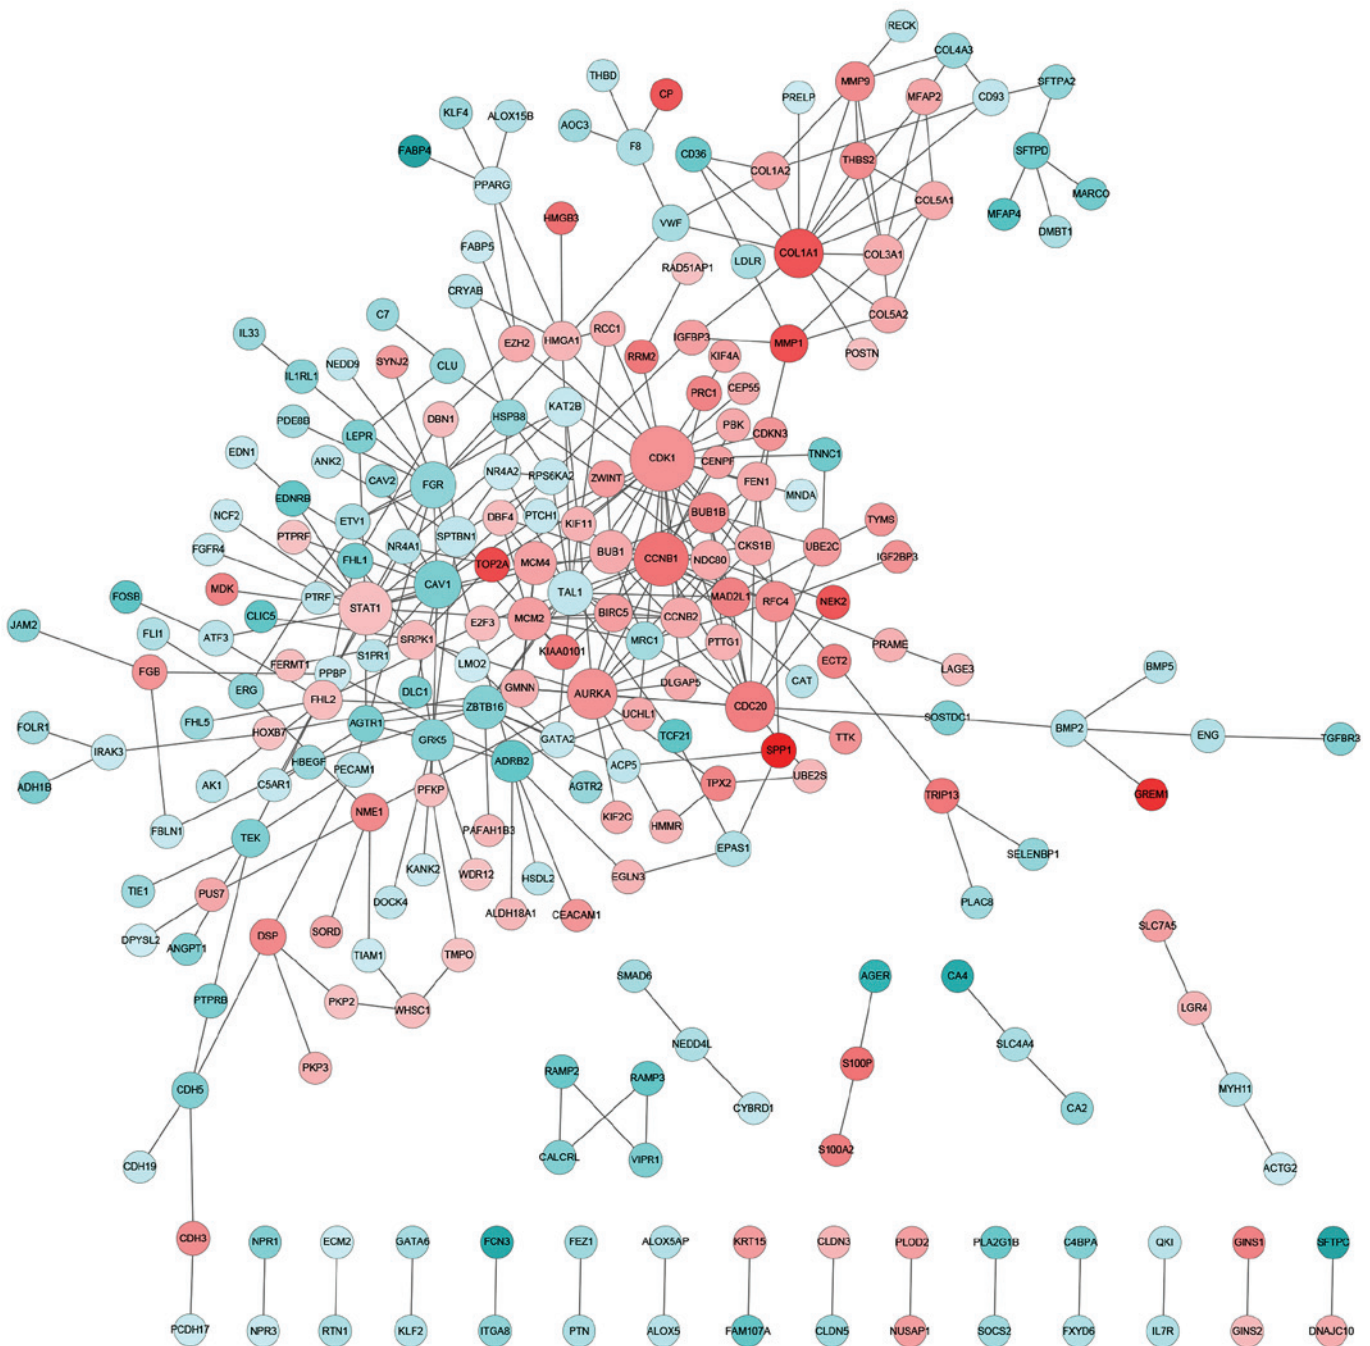 RECK
COL4A3
THBD
MMP9
SFTPA2
CP
PRELP
MFAP2
CD93
KLF4
ALOX15B
AOC3
F8
CD36
FABP4
PPARG
COL1A2
THBS2
SFTPD
MARCO
COL5A1
MFAP4
DMBT1
HMGB3
VWF
FABP5
LDLR
COL1A1
COL3A1
RAD51AP1
CRYAB
C7
COL5A2
IL33
RCC1
IGFBP3
EZH2
HMGA1
MMP1
POSTN
NEDD9
SYNJ2
CLU
RRM2
KIF4A
IL1RL1
PRC1
CEP55
PDE8B
LEPR
DBN1
HSPB8
KAT2B
PBK
CDKN3
EDN1
ANK2
CDK1
CENPF
TNNC1
CAV2
FGR
NR4A2
RPS6KA2
ZWINT
FEN1
MNDA
EDNRB
NCF2
ETV1
PTCH1
DBF4
KIF11
BUB1B
TYMS
PTPRF
SPTBN1
FGFR4
FHL1
NR4A1
BUB1
NDC80
CKS1B
UBE2C
IGF2BP3
TOP2A
MCM4
CCNB1
CAV1
MDK
PTRF
TAL1
MAD2L1
RFC4
NEK2
FOSB
CLIC5
STAT1
JAM2
FLI1
ATF3
E2F3
MCM2
BIRC5
CCNB2
SRPK1
MRC1
PTTG1
PRAME
S1PR1
KIAA0101
ECT2
LAGE3
FGB
FERMT1
PPBP
LMO2
BMP5
ERG
DLC1
GMNN
DLGAP5
CAT
FHL2
AURKA
ZBTB16
CDC20
FOLR1
FHL5
AGTR1
UCHL1
SOSTDC1
BMP2
ENG
TGFBR3
HOXB7
GRK5
GATA2
TCF21
TTK
IRAK3
SPP1
HBEGF
PECAM1
ADRB2
ACP5
ADH1B
AK1
C5AR1
PFKP
AGTR2
TPX2
UBE2S
TRIP13
GREM1
NME1
KIF2C
HMMR
FBLN1
TEK
PAFAH1B3
EPAS1
SELENBP1
WDR12
EGLN3
TIE1
PUS7
KANK2
HSDL2
DOCK4
PLAC8
ALDH18A1
CEACAM1
SLC7A5
DPYSL2
DSP
SORD
ANGPT1
TIAM1
TMPO
SMAD6
AGER
CA4
PTPRB
PKP2
WHSC1
LGR4
NEDD4L
SLC4A4
PKP3
S100P
RAMP2
RAMP3
CDH5
MYH11
CYBRD1
CA2
S100A2
CALCRL
VIPR1
CDH19
ACTG2
CDH3
NPR1
ECM2
GATA6
FCN3
FEZ1
ALOX5AP
KRT15
CLDN3
PLOD2
PLA2G1B
C4BPA
QKI
GINS1
SFTPC
PCDH17
NPR3
RTN1
KLF2
ITGA8
PTN
ALOX5
FAM107A
CLDN5
NUSAP1
SOCS2
FXYD6
IL7R
GINS2
DNAJC10